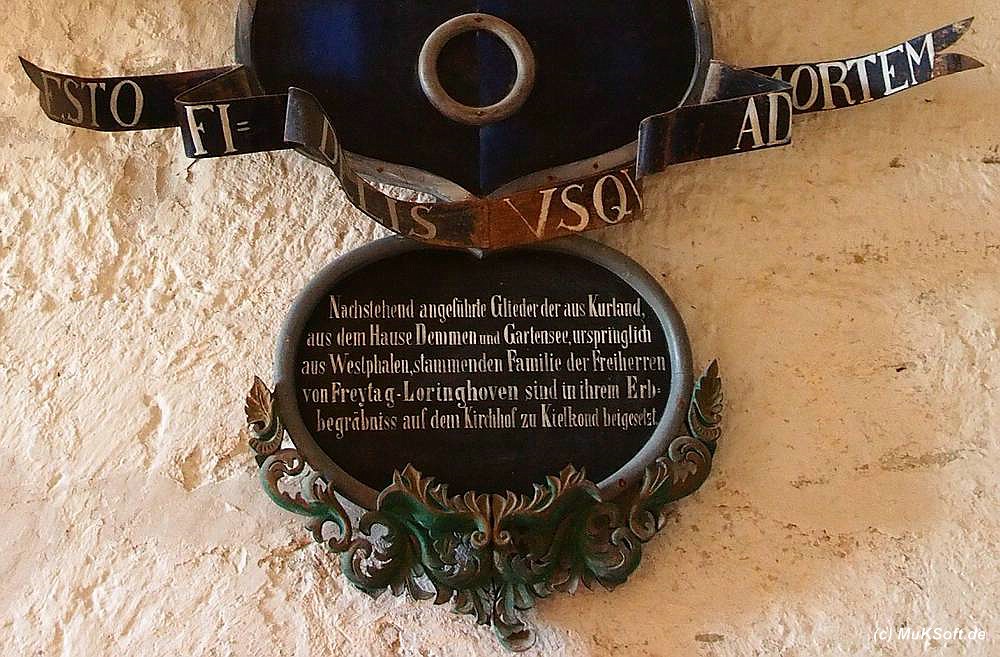 ESTO FI= DELIS VSQV AD MORTEM
Nachstehend angeführte Glieder der aus Kurland,
aus dem Hause Demmen und Gartensee, ursprünglich
aus Westphalen, stammenden Familie der Freiherren
von Freytag-Loringhoven sind in ihrem Erb=
begräbniss auf dem Kirchhof zu Kielkond beigesetzt.
(c) MuKSoft.de